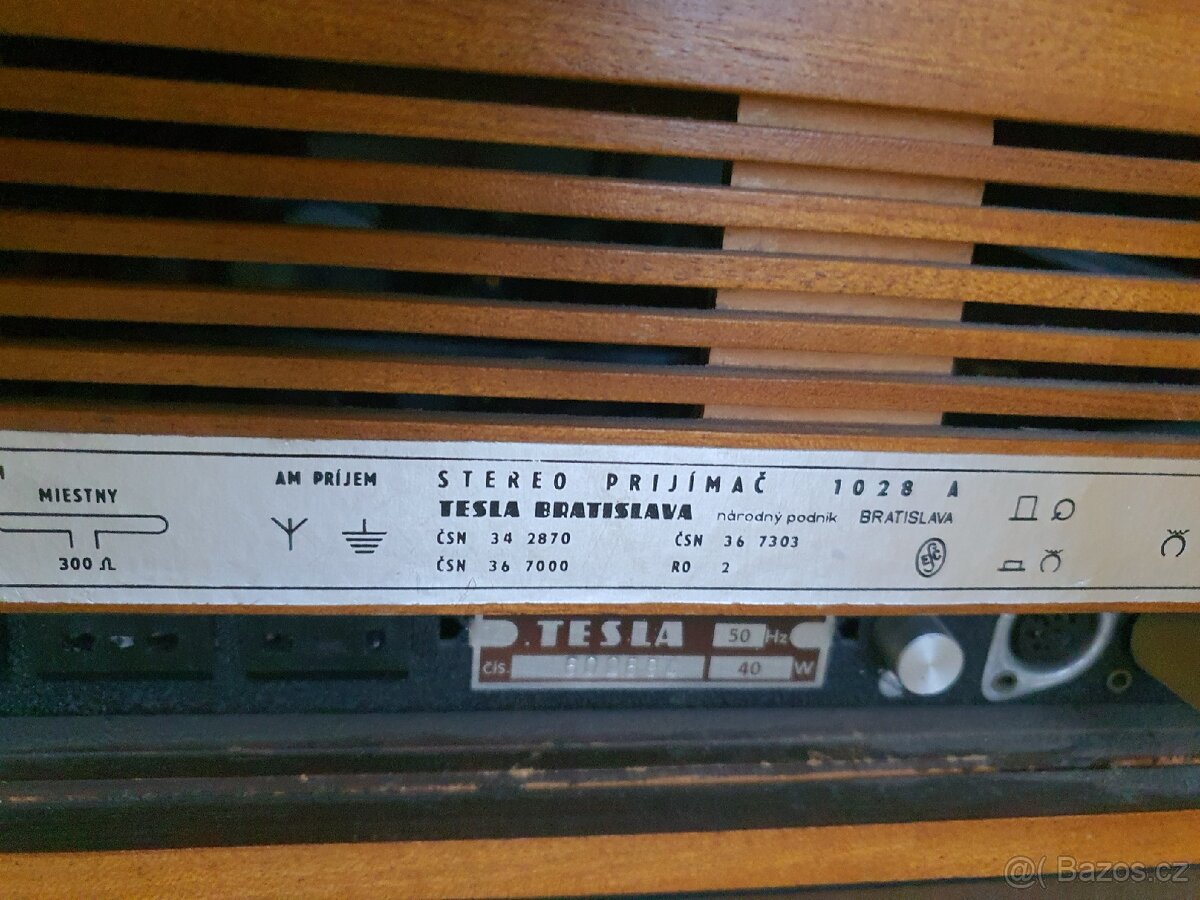 MIESTNY
300 Ω
AM PRÍJEM
STEREO PRIJÍMAČ 1028 A
TESLA BRATISLAVA národný podnik BRATISLAVA
ČSN 34 2870 ČSN 36 7303
ČSN 36 7000 RO 2
ESČ
TESLA 50 Hz
čís. 40 W
@( Bazos.cz